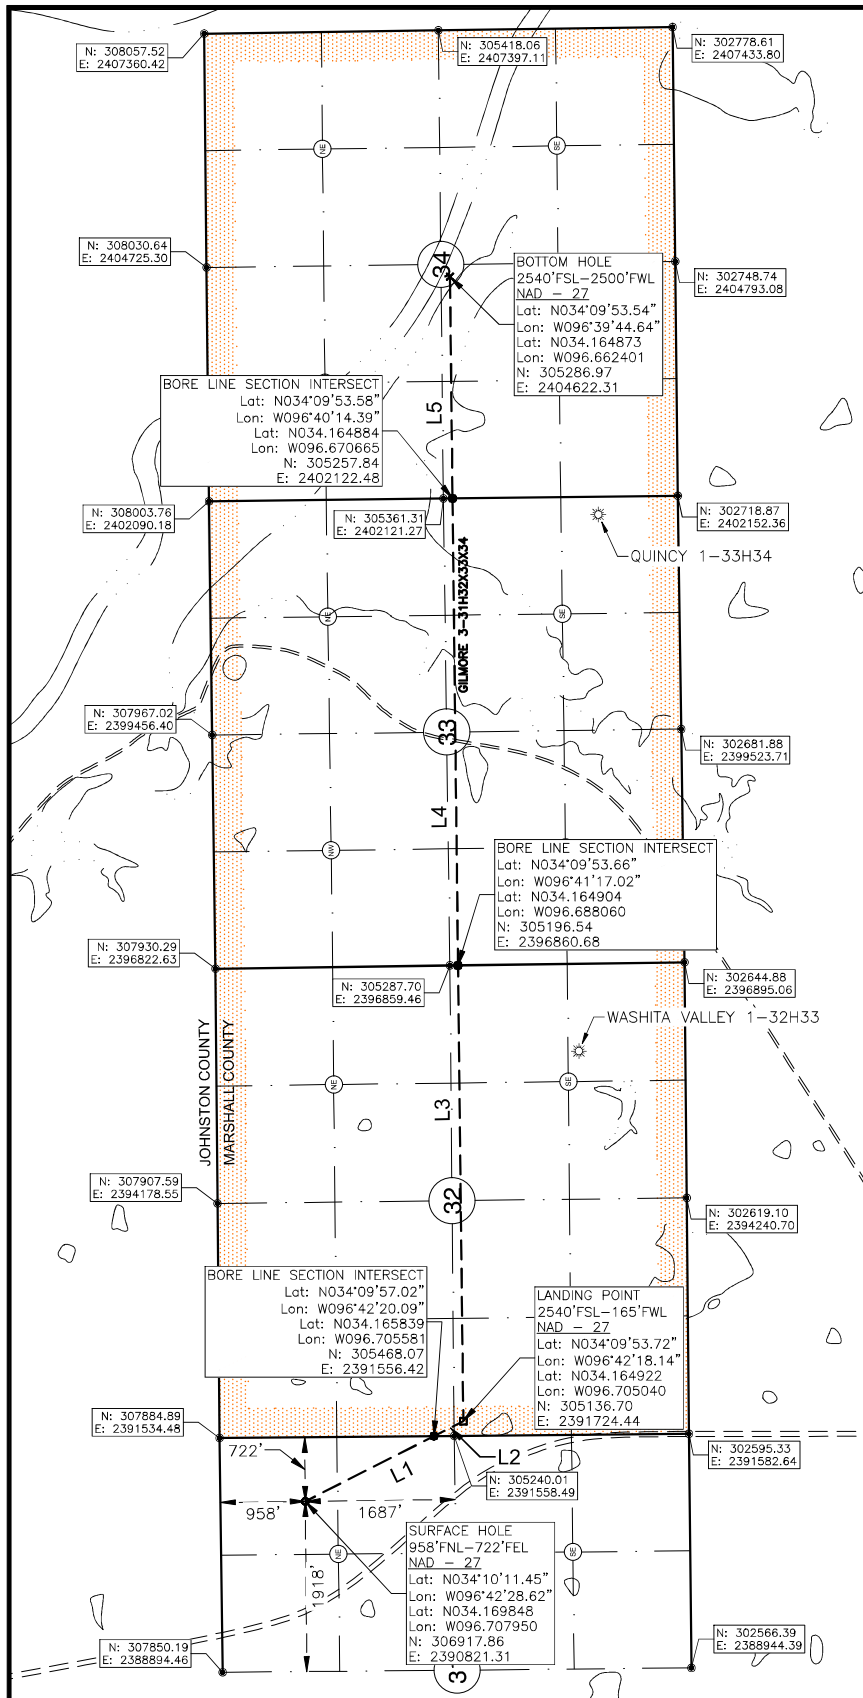 N: 308057.52
E: 2407360.42
N: 305418.06
E: 2407397.11
N: 302778.61
E: 2407433.80
NE
SE
N: 308030.64
E: 2404725.30
34
BOTTOM HOLE
2540'FSL-2500'FWL
NAD - 27
Lat: N034°09'53.54"
Lon: W096°39'44.64"
Lat: N034.164873
Lon: W096.662401
N: 305286.97
E: 2404622.31
N: 302748.74
E: 2404793.08
BORE LINE SECTION INTERSECT
Lat: N034°09'53.58"
Lon: W096°40'14.39"
Lat: N034.164884
Lon: W096.670665
N: 305257.84
E: 2402122.48
L5
N: 308003.76
E: 2402090.18
N: 305361.31
E: 2402121.27
N: 302718.87
E: 2402152.36
QUINCY 1-33H34
GILMORE 3-31H32X33X34
NE
SE
N: 307967.02
E: 2399456.40
33
N: 302681.88
E: 2399523.71
L4
NW
BORE LINE SECTION INTERSECT
Lat: N034°09'53.66"
Lon: W096°41'17.02"
Lat: N034.164904
Lon: W096.688060
N: 305196.54
E: 2396860.68
N: 307930.29
E: 2396822.63
N: 305287.70
E: 2396859.46
N: 302644.88
E: 2396895.06
WASHITA VALLEY 1-32H33
JOHNSTON COUNTY
MARSHALL COUNTY
NE
SE
L3
N: 307907.59
E: 2394178.55
32
N: 302619.10
E: 2394240.70
BORE LINE SECTION INTERSECT
Lat: N034°09'57.02"
Lon: W096°42'20.09"
Lat: N034.165839
Lon: W096.705581
N: 305468.07
E: 2391556.42
LANDING POINT
2540'FSL-165'FWL
NAD - 27
Lat: N034°09'53.72"
Lon: W096°42'18.14"
Lat: N034.164922
Lon: W096.705040
N: 305136.70
E: 2391724.44
N: 307884.89
E: 2391534.48
722'
L1
L2
N: 305240.01
E: 2391558.49
N: 302595.33
E: 2391582.64
958'
1687'
1918'
NE
SE
SURFACE HOLE
958'FNL-722'FEL
NAD - 27
Lat: N034°10'11.45"
Lon: W096°42'28.62"
Lat: N034.169848
Lon: W096.707950
N: 306917.86
E: 2390821.31
N: 307850.19
E: 2388894.46
N: 302566.39
E: 2388944.39